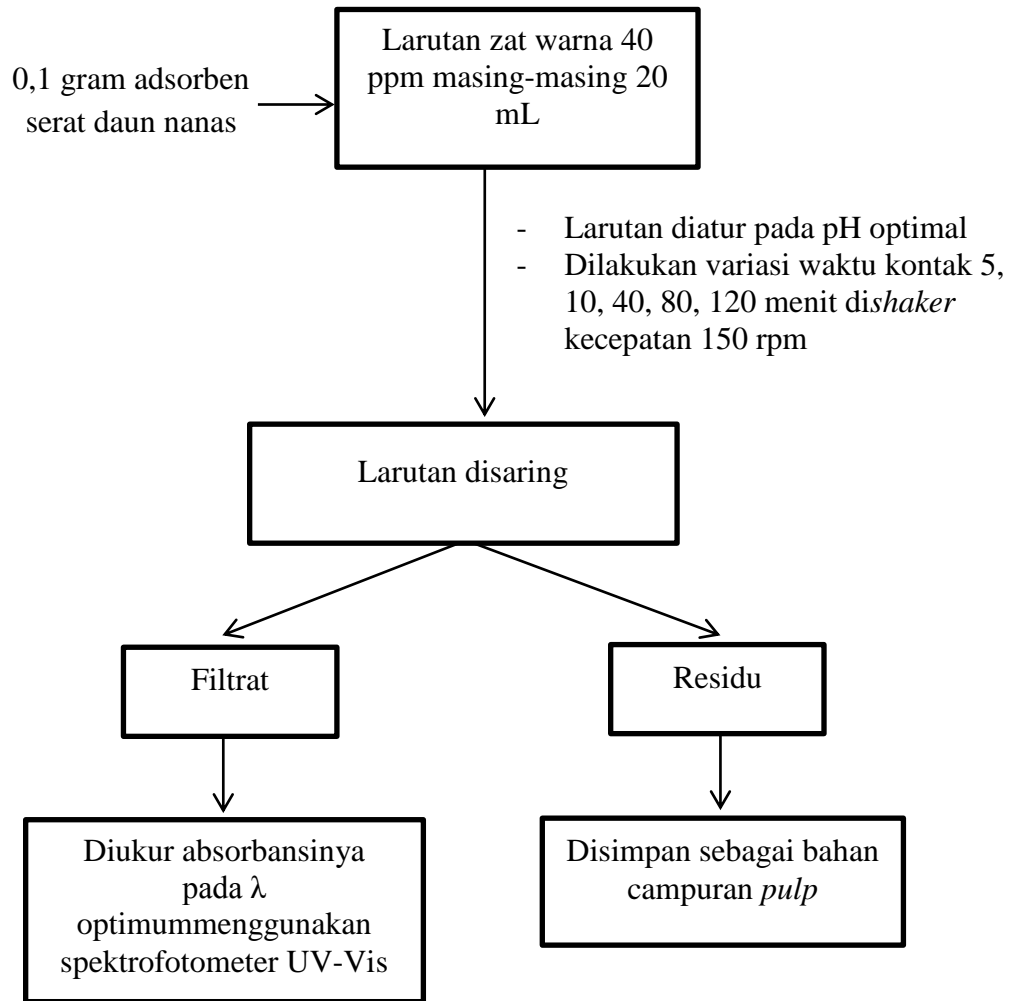 0,1 gram adsorben
serat daun nanas
Larutan zat warna 40
ppm masing-masing 20
mL
- Larutan diatur pada pH optimal
- Dilakukan variasi waktu kontak 5,
10, 40, 80, 120 menit dishaker
kecepatan 150 rpm
Larutan disaring
Filtrat
Residu
Diukur absorbansinya
pada λ
optimummenggunakan
spektrofotometer UV-Vis
Disimpan sebagai bahan
campuran pulp